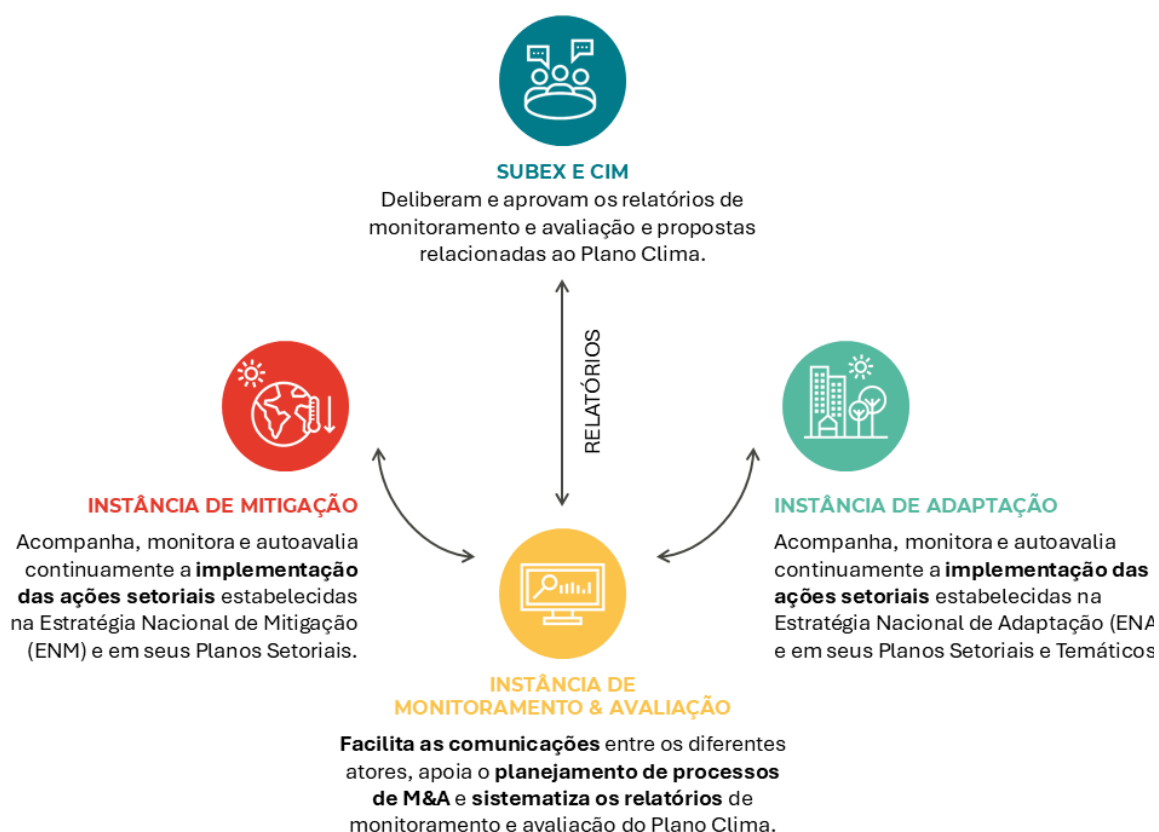 SUBEX E CIM
Deliberam e aprovam os relatórios de
monitoramento e avaliação e propostas
relacionadas ao Plano Clima.
RELATÓRIOS
INSTÂNCIA DE MITIGAÇÃO
Acompanha, monitora e autoavalia
continuamente a implementação
das ações setoriais estabelecidas
na Estratégia Nacional de Mitigação
(ENM) e em seus Planos Setoriais.
INSTÂNCIA DE ADAPTAÇÃO
Acompanha, monitora e autoavalia
continuamente a implementação das
ações setoriais estabelecidas na
Estratégia Nacional de Adaptação (ENA
e em seus Planos Setoriais e Temáticos
INSTÂNCIA DE
MONITORAMENTO & AVALIAÇÃO
Facilita as comunicações entre os diferentes
atores, apoia o planejamento de processos
de M&A e sistematiza os relatórios de
monitoramento e avaliação do Plano Clima.